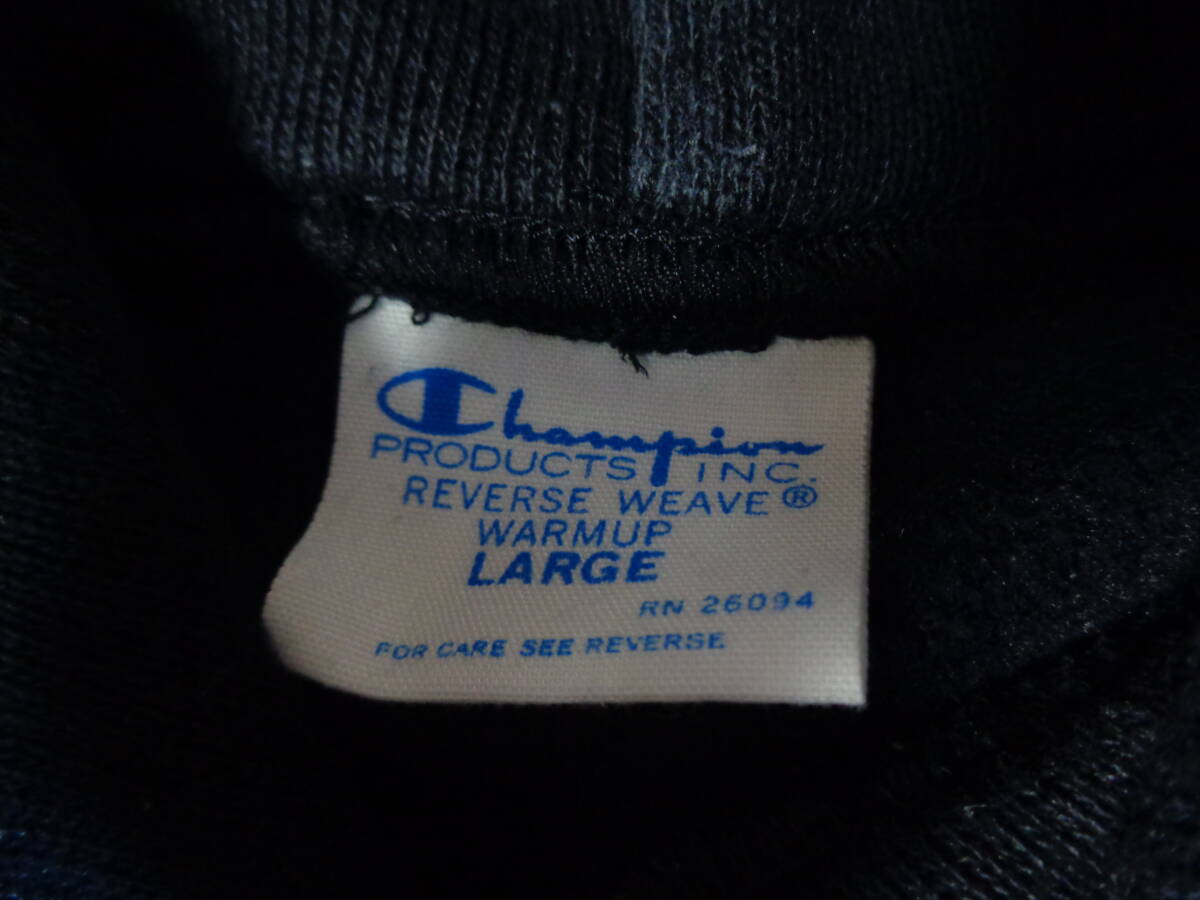 Champion
PRODUCTS INC.
REVERSE WEAVE®
WARMUP
LARGE
RN 26094
FOR CARE SEE REVERSE